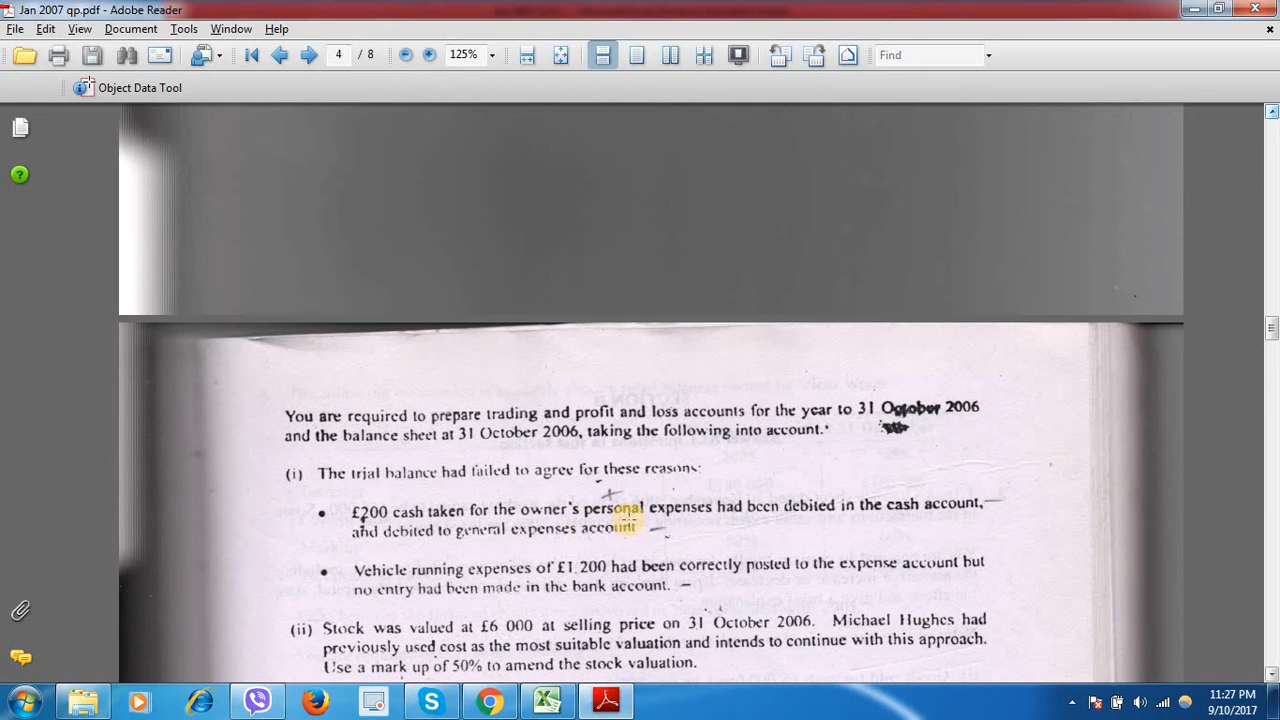 Jan 2007 qp.pdf - Adobe Reader
File Edit View Document Tools Window Help
4 / 8 125% Find
Object Data Tool
You are required to prepare trading and profit and loss accounts for the year to 31 October 2006
and the balance sheet at 31 October 2006, taking the following into account.
(i) The trial balance had failed to agree for these reasons:
• £200 cash taken for the owner's personal expenses had been debited in the cash account,
and debited to general expenses account
• Vehicle running expenses of £1 200 had been correctly posted to the expense account but
no entry had been made in the bank account.
(ii) Stock was valued at £6 000 at selling price on 31 October 2006. Michael Hughes had
previously used cost as the most suitable valuation and intends to continue with this approach.
Use a mark up of 50% to amend the stock valuation.
11:27 PM
9/10/2017